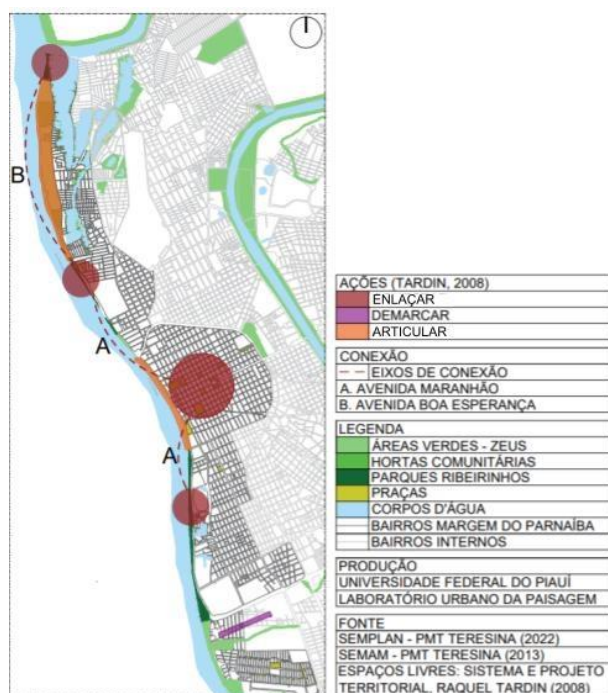 B
A
A
AÇÕES (TARDIN, 2008)
ENLAÇAR
DEMARCAR
ARTICULAR
CONEXÃO
EIXOS DE CONEXÃO
A. AVENIDA MARANHÃO
B. AVENIDA BOA ESPERANÇA
LEGENDA
ÁREAS VERDES - ZEUS
HORTAS COMUNITÁRIAS
PARQUES RIBEIRINHOS
PRAÇAS
CORPOS D'ÁGUA
BAIRROS MARGEM DO PARNAÍBA
BAIRROS INTERNOS
PRODUÇÃO
UNIVERSIDADE FEDERAL DO PIAUÍ
LABORATÓRIO URBANO DA PAISAGEM
FONTE
SEMPLAN - PMT TERESINA (2022)
SEMAM - PMT TERESINA (2013)
ESPAÇOS LIVRES: SISTEMA E PROJETO
TERRITORIAL, RAQUEL TARDIN (2008)